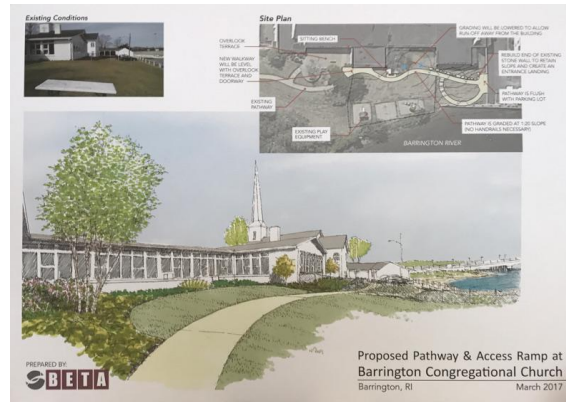 Existing Conditions
Site Plan
OVERLOOK
TERRACE
NEW WALKWAY
WILL BE LEVEL
WITH OVERLOOK
TERRACE AND
DOORWAY
EXISTING
PATHWAY
SITTING BENCH
EXISTING PLAY
EQUIPMENT
GRADING WILL BE LOWERED TO ALLOW
RUN OFF AWAY FROM THE BUILDING
REBUILD END OF EXISTING
STONE WALL TO RETAIN
SLOPE AND CREATE AN
ENTRANCE LANDING
PATHWAY IS FLUSH
WITH PARKING LOT
PATHWAY IS GRADED AT 1:20 SLOPE
(NO HANDRAILS NECESSARY)
BARRINGTON RIVER
PREPARED BY:
BETA
Proposed Pathway & Access Ramp at
Barrington Congregational Church
Barrington, RI
March 2017